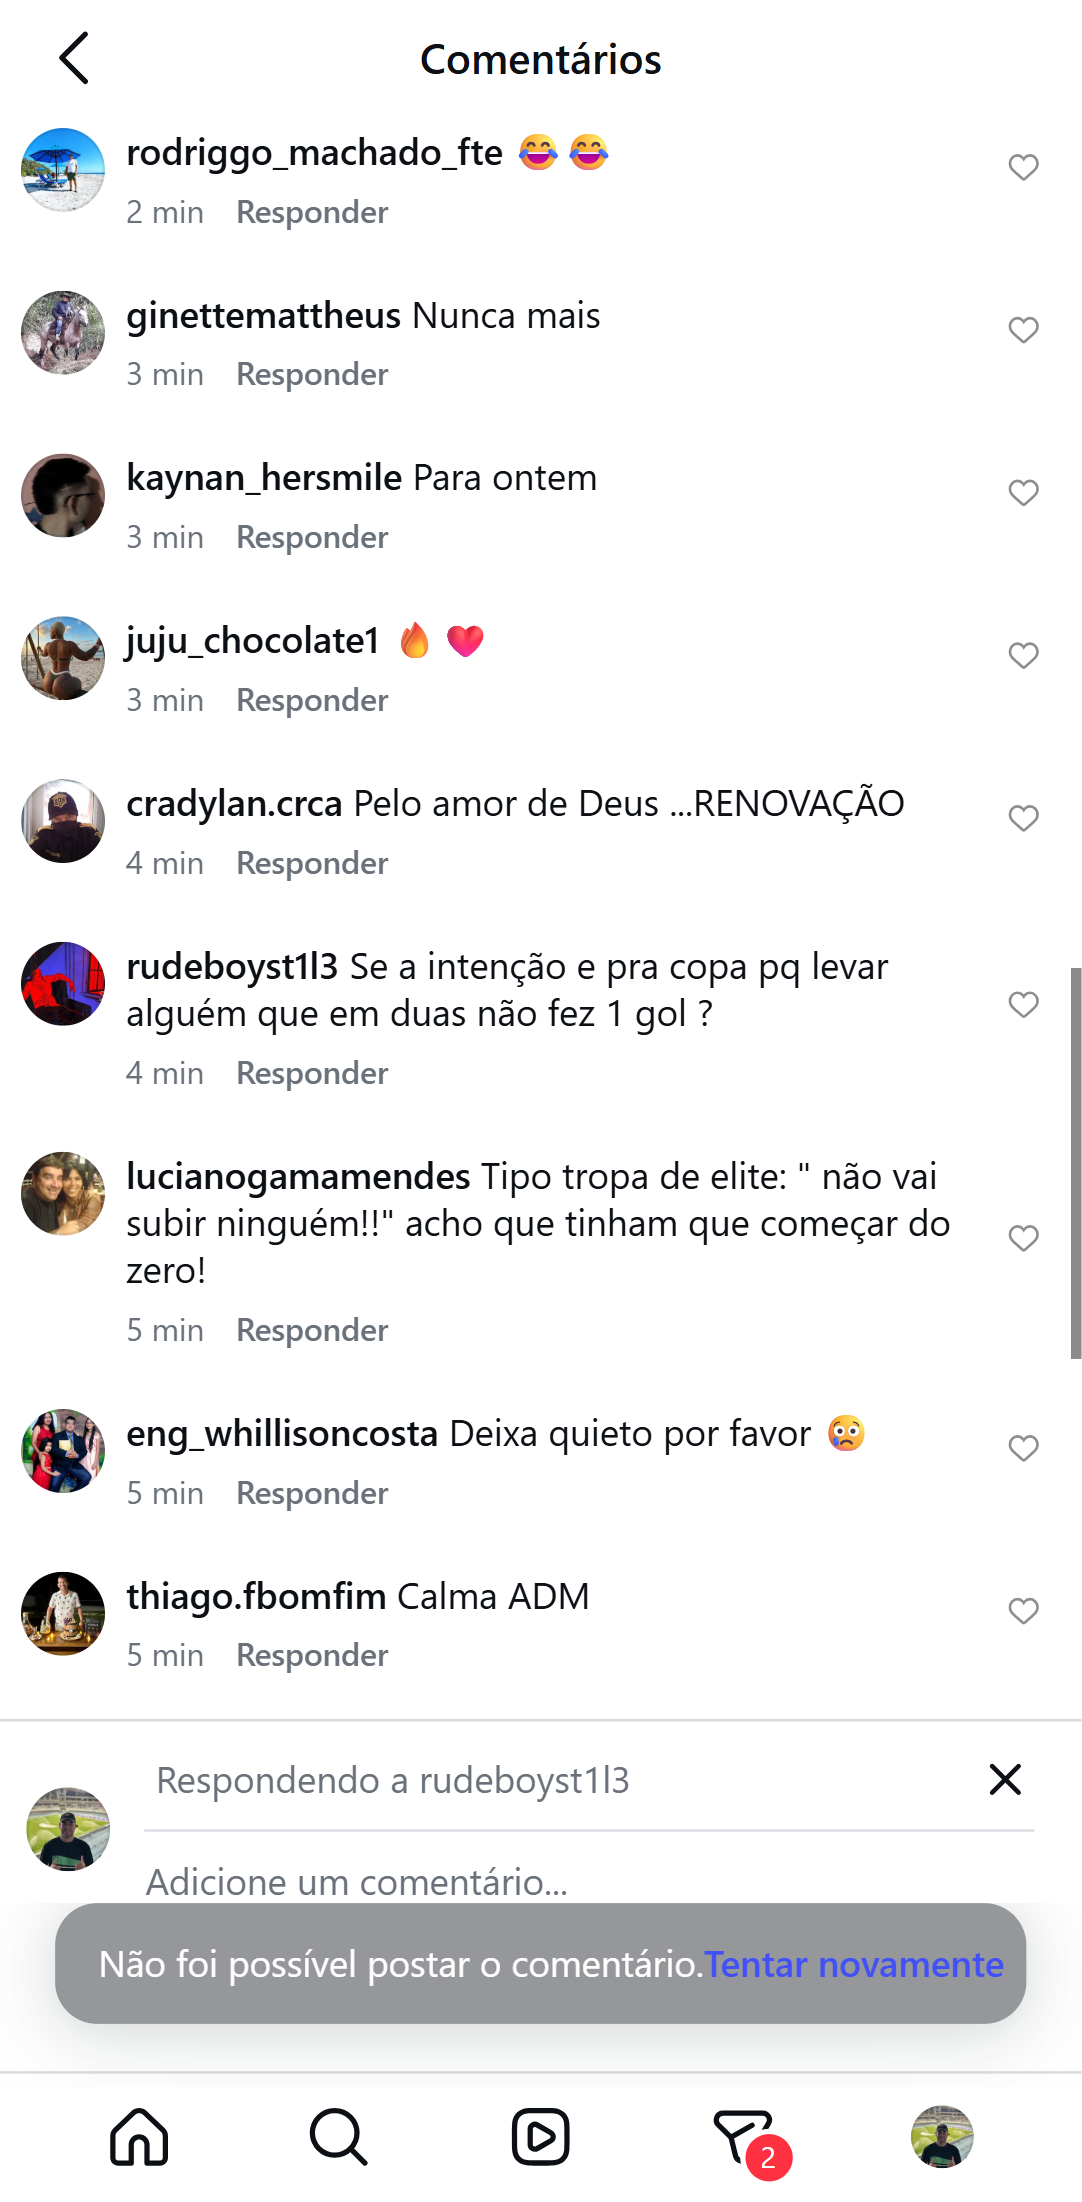 Comentários
rodriggo_machado_fte 😂😂
2 min Responder
ginettemattheus Nunca mais
3 min Responder
kaynan_hersmile Para ontem
3 min Responder
juju_chocolate1 🔥❤️
3 min Responder
cradylan.crca Pelo amor de Deus ...RENOVAÇÃO
4 min Responder
rudeboyst1l3 Se a intenção e pra copa pq levar
alguém que em duas não fez 1 gol ?
4 min Responder
lucianogamamendes Tipo tropa de elite: " não vai
subir ninguém!!" acho que tinham que começar do
zero!
5 min Responder
eng_whillisoncosta Deixa quieto por favor 😢
5 min Responder
thiago.fbomfim Calma ADM
5 min Responder
Respondendo a rudeboyst1l3
Adicione um comentário...
Não foi possível postar o comentário.Tentar novamente
2